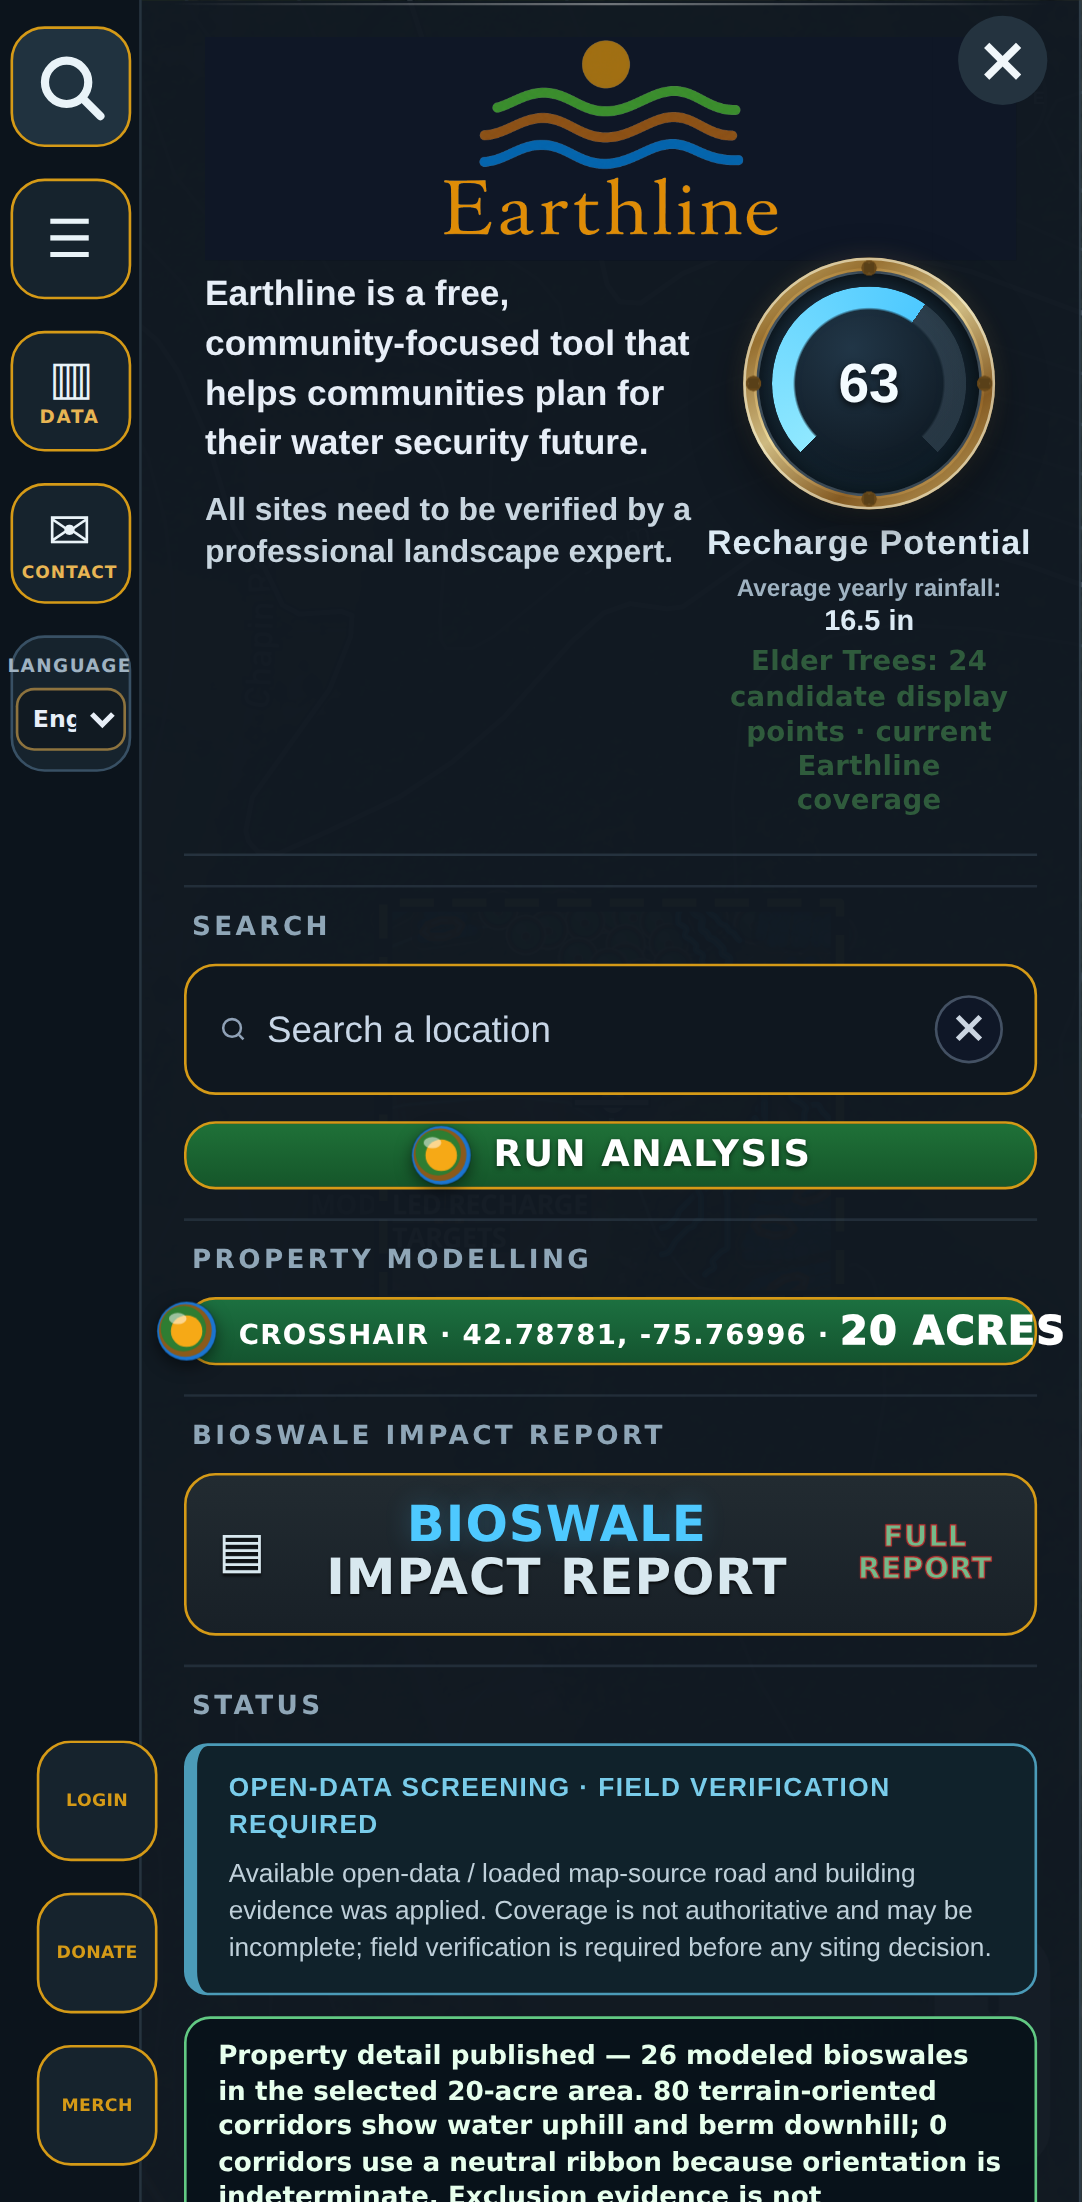 Earthline
Earthline is a free,
community-focused tool that
helps communities plan for
their water security future.
All sites need to be verified by a
professional landscape expert.
63
Recharge Potential
Average yearly rainfall:
16.5 in
Elder Trees: 24
candidate display
points · current
Earthline
coverage
DATA
CONTACT
LANGUAGE
Eng
SEARCH
Search a location
RUN ANALYSIS
LED RECHARGE
TARGETS
PROPERTY MODELLING
CROSSHAIR · 42.78781, -75.76996 · 20 ACRES
BIOSWALE IMPACT REPORT
BIOSWALE
IMPACT REPORT
FULL
REPORT
STATUS
OPEN-DATA SCREENING · FIELD VERIFICATION
REQUIRED
Available open-data / loaded map-source road and building
evidence was applied. Coverage is not authoritative and may be
incomplete; field verification is required before any siting decision.
LOGIN
DONATE
MERCH
Property detail published — 26 modeled bioswales
in the selected 20-acre area. 80 terrain-oriented
corridors show water uphill and berm downhill; 0
corridors use a neutral ribbon because orientation is
indeterminate. Exclusion evidence is not